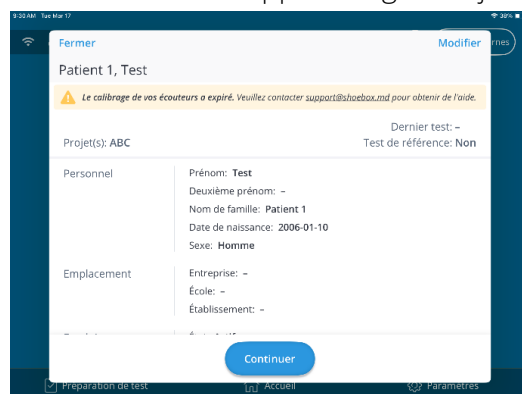 9:30 AM Tue Mar 17
39%
Fermer
Modifier
rnes
Patient 1, Test
Le calibrage de vos écouteurs a expiré. Veuillez contacter support@shoebox.md pour obtenir de l'aide.
Dernier test: –
Projet(s): ABC
Test de référence: Non
Personnel
Prénom: Test
Deuxième prénom: –
Nom de famille: Patient 1
Date de naissance: 2006-01-10
Sexe: Homme
Emplacement
Entreprise: –
École: –
Établissement: –
Continuer
Préparation de test
Accueil
Paramètres